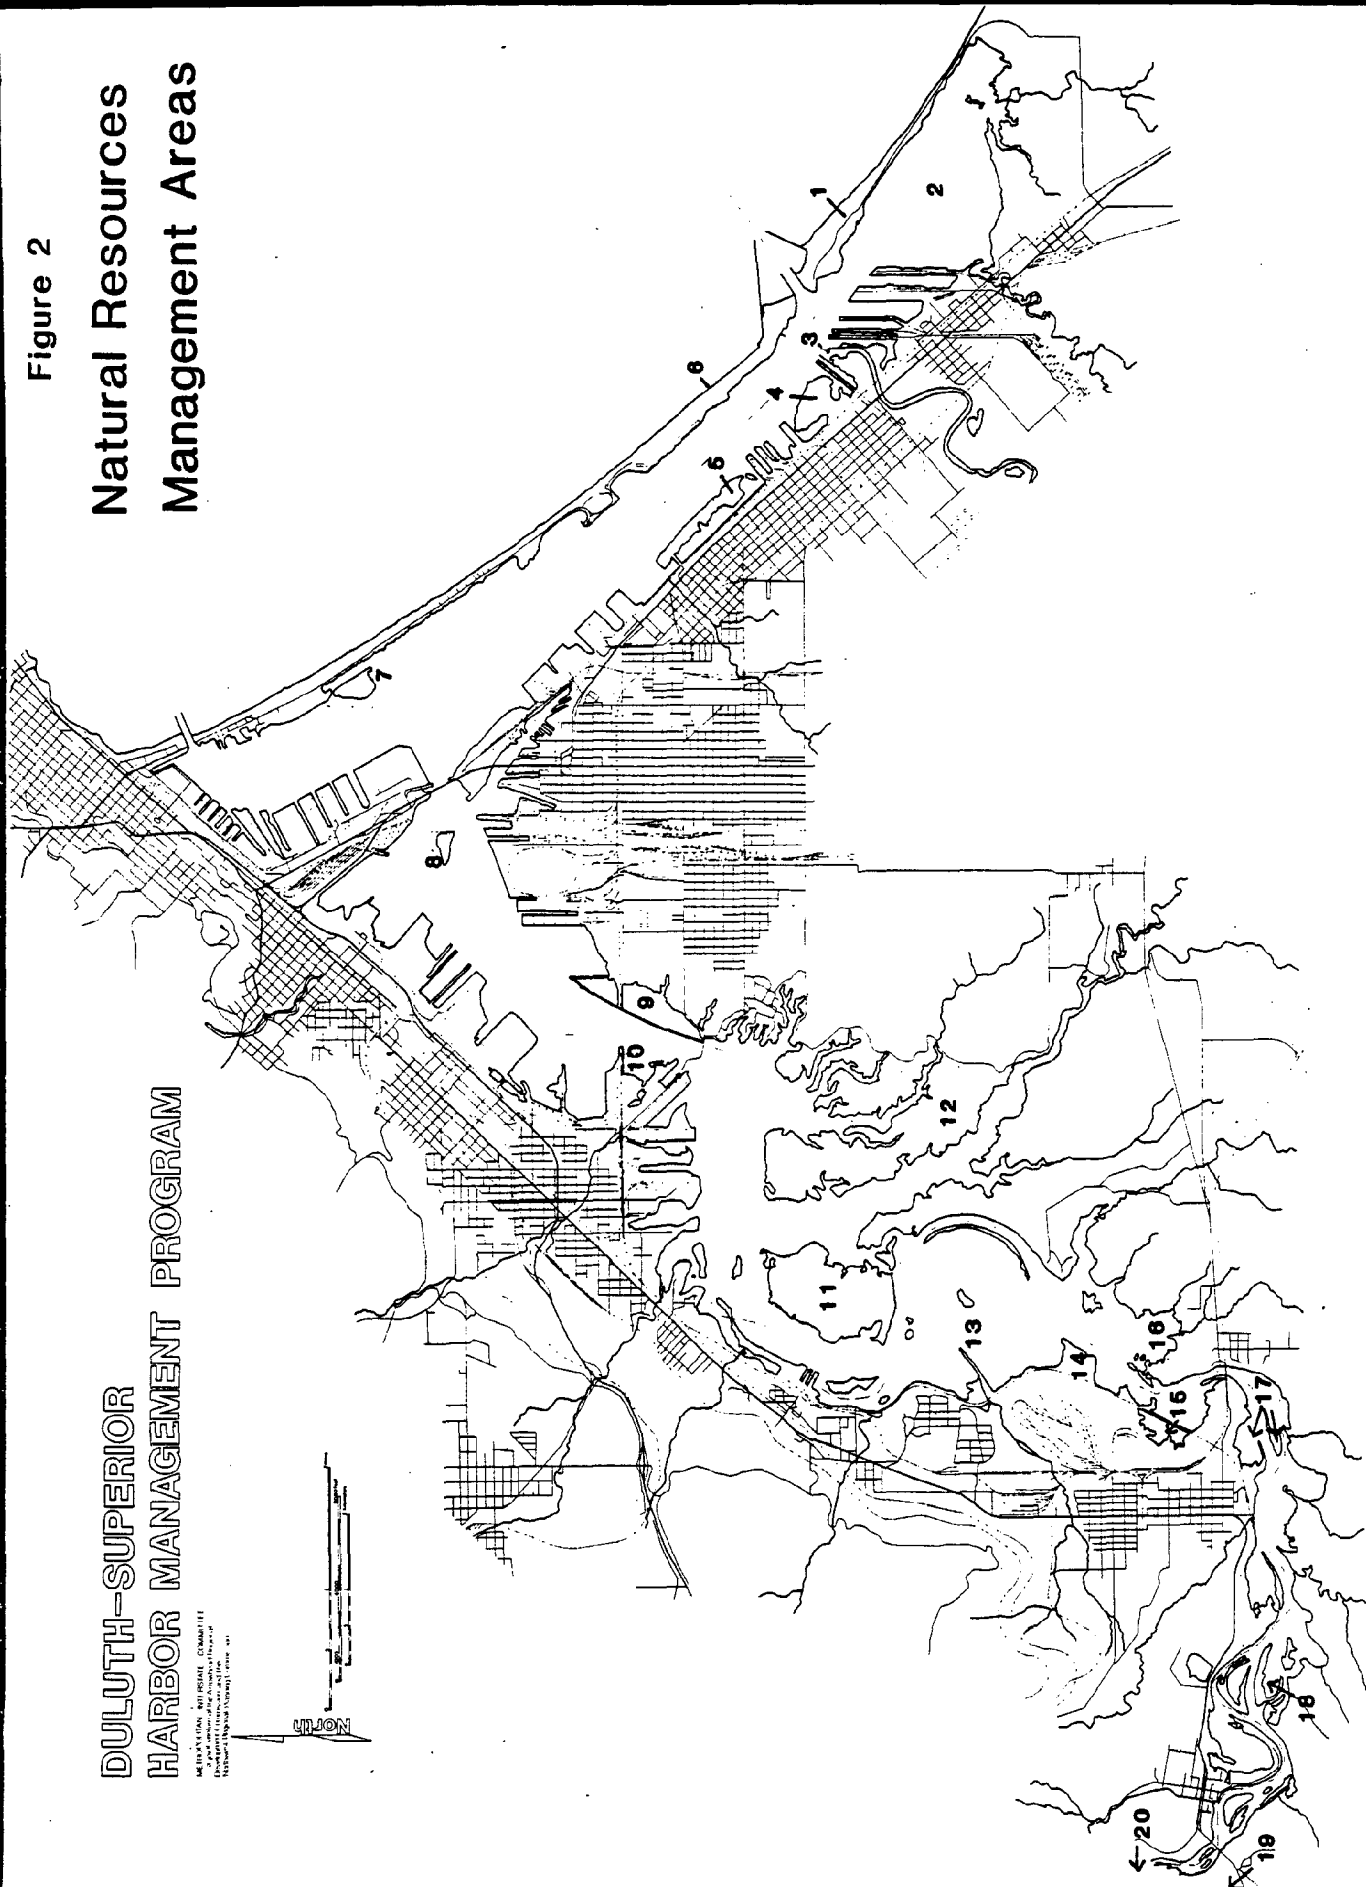 Figure 2
Natural Resources
Management Areas
DULUTH-SUPERIOR
HARBOR MANAGEMENT PROGRAM
METROPOLITAN INTERSTATE COMMITTEE
North
1
2
3
4
5
6
7
8
9
10
11
12
13
14
15
16
17
18
19
20